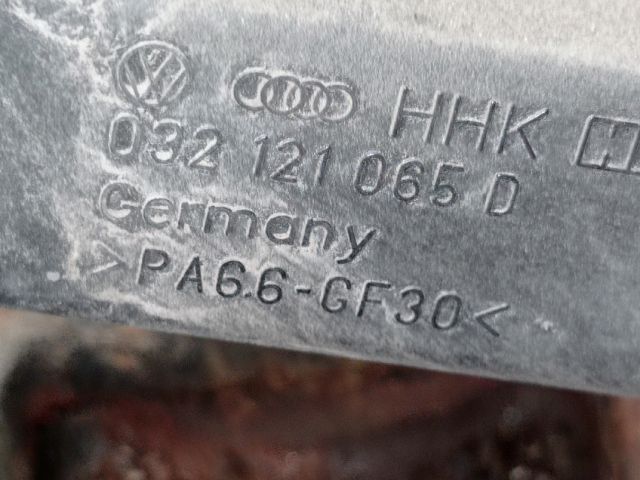 HHK
032 121 065 D
Germany
>PA6.6-GF30<